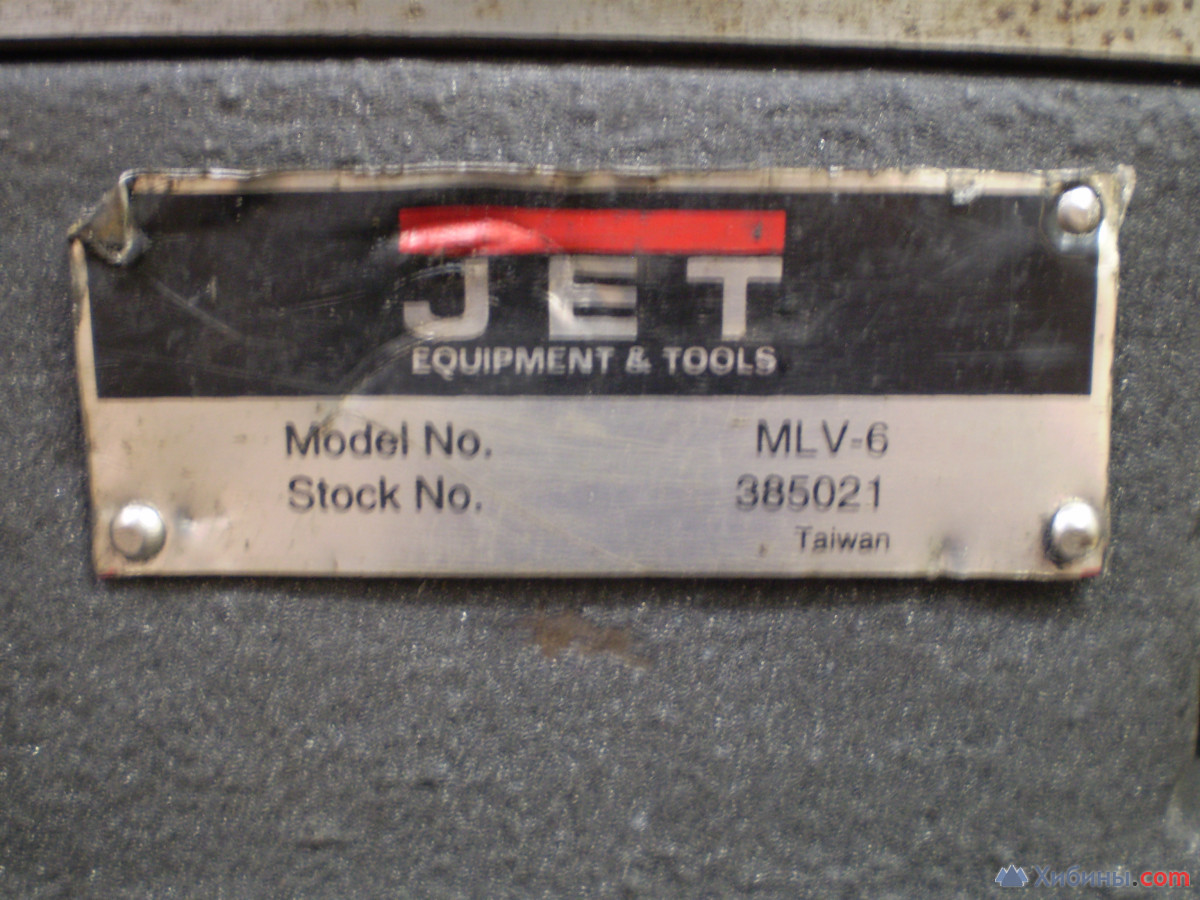 JET
EQUIPMENT & TOOLS
Model No. MLV-6
Stock No. 385021
Taiwan
Хибины.com